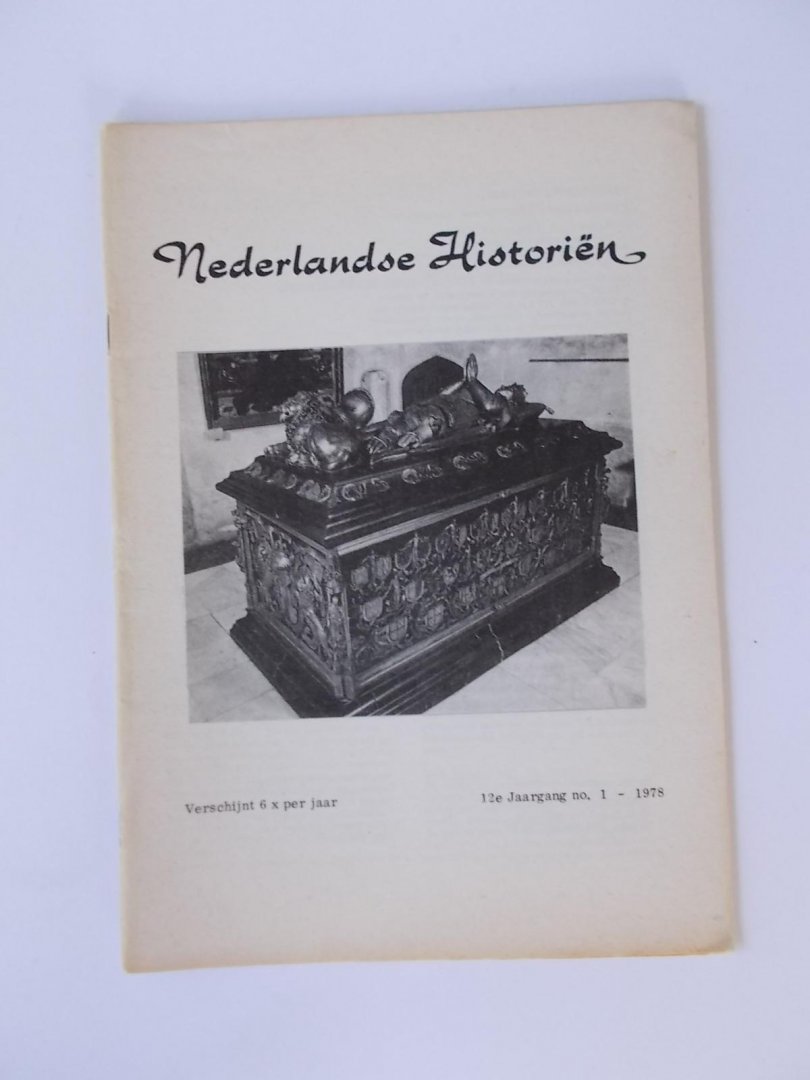 Nederlandse Historiën
Verschijnt 6 x per jaar
12e Jaargang no. 1 - 1978